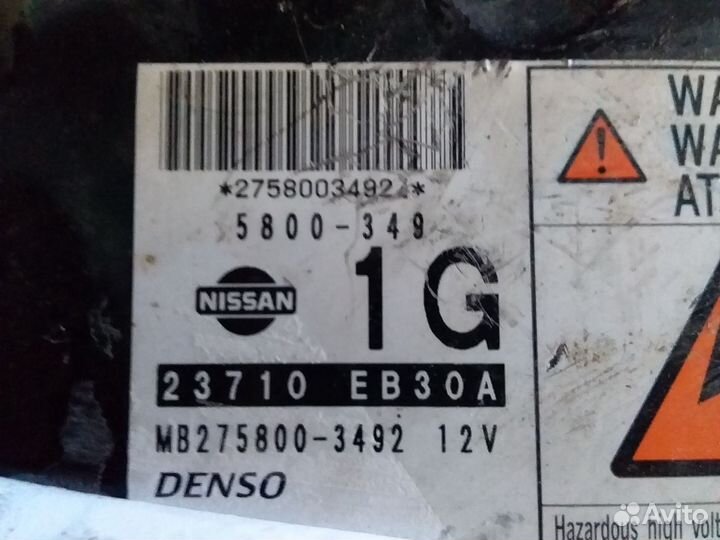 *2758003492*
5800-349
1G
NISSAN
23710 EB30A
MB275800-3492 12V
DENSO
WA
WA
AT
Hazardous high volt
Avito